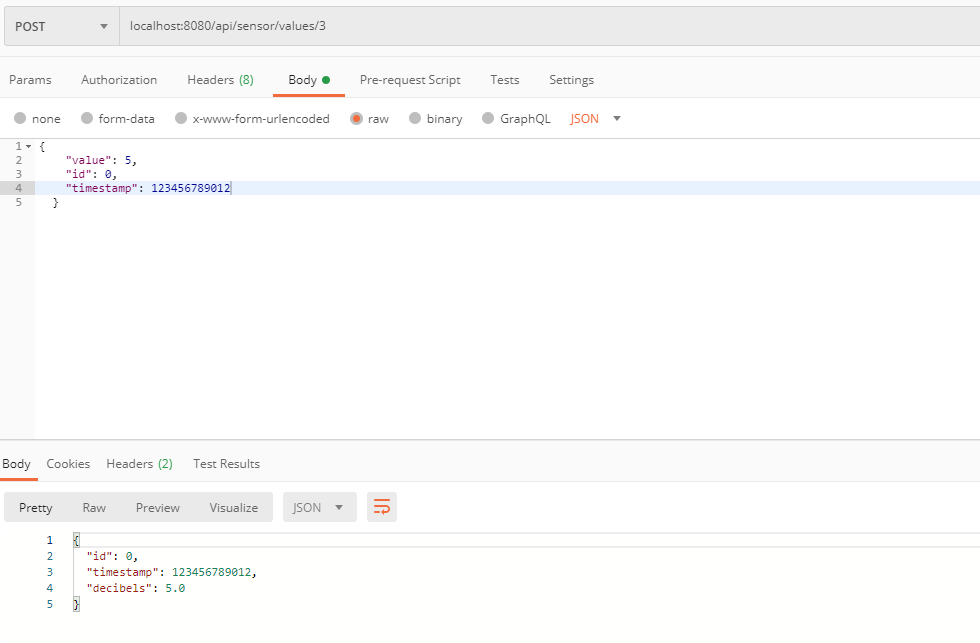 POST localhost:8080/api/sensor/values/3
Params Authorization Headers (8) Body Pre-request Script Tests Settings
none form-data x-www-form-urlencoded raw binary GraphQL JSON
1 {
2 "value": 5,
3 "id": 0,
4 "timestamp": 123456789012
5 }
Body Cookies Headers (2) Test Results
Pretty Raw Preview Visualize JSON
1 {
2 "id": 0,
3 "timestamp": 123456789012,
4 "decibels": 5.0
5 }